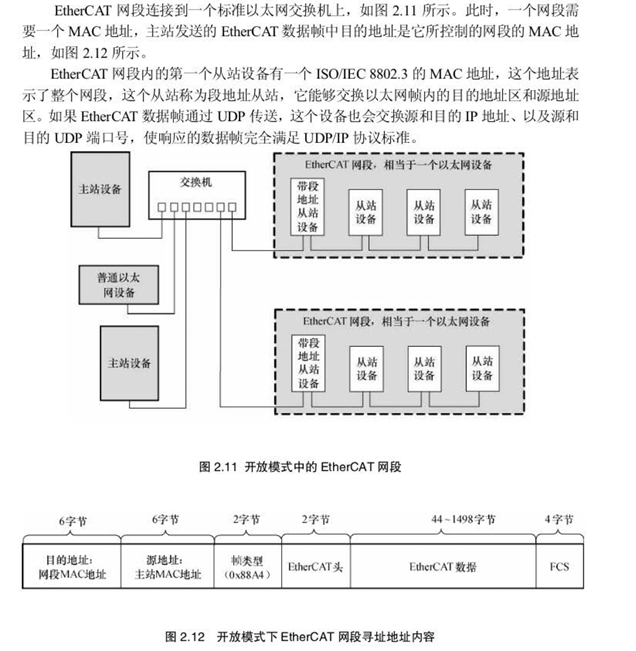 EtherCAT 网段连接到一个标准以太网交换机上，如图 2.11 所示。此时，一个网段需
要一个 MAC 地址，主站发送的 EtherCAT 数据帧中目的地址是它所控制的网段的 MAC 地
址，如图 2.12 所示。
EtherCAT 网段内的第一个从站设备有一个 ISO/IEC 8802.3 的 MAC 地址，这个地址表
示了整个网段，这个从站称为段地址从站，它能够交换以太网帧内的目的地址区和源地址
区。如果 EtherCAT 数据帧通过 UDP 传送，这个设备也会交换源和目的 IP 地址、以及源和
目的 UDP 端口号，使响应的数据帧完全满足 UDP/IP 协议标准。
主站设备
交换机
EtherCAT 网段，相当于一个以太网设备
带段
地址
从站
设备
从站
设备
从站
设备
从站
设备
普通以太
网设备
主站设备
EtherCAT 网段，相当于一个以太网设备
带段
地址
从站
设备
从站
设备
从站
设备
从站
设备
图 2.11 开放模式中的 EtherCAT 网段
6字节 6字节 2字节 2字节 44~1498字节 4字节
目的地址：
网段MAC地址
源地址：
主站MAC地址
帧类型
（0x88A4）
EtherCAT头
EtherCAT 数据
FCS
图 2.12 开放模式下 EtherCAT 网段寻址地址内容